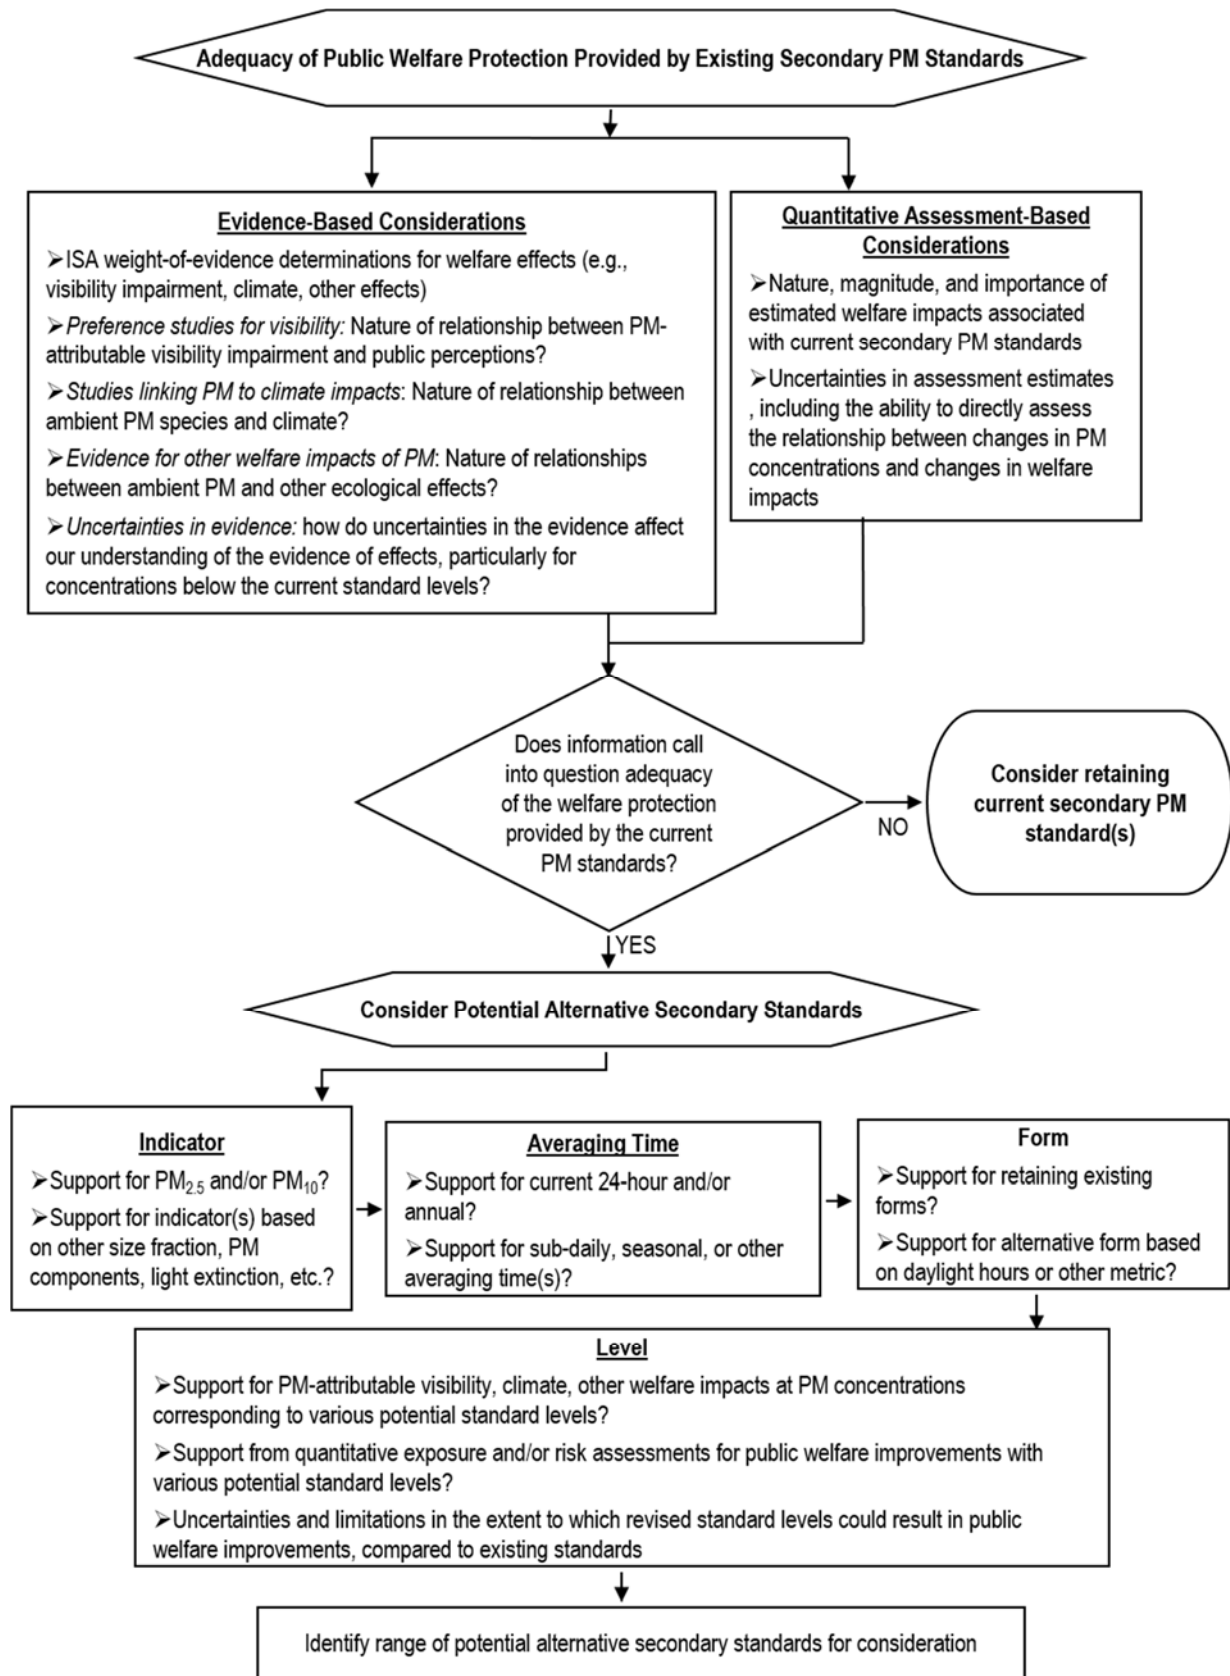 Adequacy of Public Welfare Protection Provided by Existing Secondary PM Standards
Evidence-Based Considerations
➢ISA weight-of-evidence determinations for welfare effects (e.g.,
visibility impairment, climate, other effects)
➢Preference studies for visibility: Nature of relationship between PM-
attributable visibility impairment and public perceptions?
➢Studies linking PM to climate impacts: Nature of relationship between
ambient PM species and climate?
➢Evidence for other welfare impacts of PM: Nature of relationships
between ambient PM and other ecological effects?
➢Uncertainties in evidence: how do uncertainties in the evidence affect
our understanding of the evidence of effects, particularly for
concentrations below the current standard levels?
Quantitative Assessment-Based
Considerations
➢Nature, magnitude, and importance of
estimated welfare impacts associated
with current secondary PM standards
➢Uncertainties in assessment estimates
, including the ability to directly assess
the relationship between changes in PM
concentrations and changes in welfare
impacts
Does information call
into question adequacy
of the welfare protection
provided by the current
PM standards?
NO
Consider retaining
current secondary PM
standard(s)
YES
Consider Potential Alternative Secondary Standards
Indicator
➢Support for PM2.5 and/or PM10?
➢Support for indicator(s) based
on other size fraction, PM
components, light extinction, etc.?
Averaging Time
➢Support for current 24-hour and/or
annual?
➢Support for sub-daily, seasonal, or other
averaging time(s)?
Form
➢Support for retaining existing
forms?
➢Support for alternative form based
on daylight hours or other metric?
Level
➢Support for PM-attributable visibility, climate, other welfare impacts at PM concentrations
corresponding to various potential standard levels?
➢Support from quantitative exposure and/or risk assessments for public welfare improvements with
various potential standard levels?
➢Uncertainties and limitations in the extent to which revised standard levels could result in public
welfare improvements, compared to existing standards
Identify range of potential alternative secondary standards for consideration